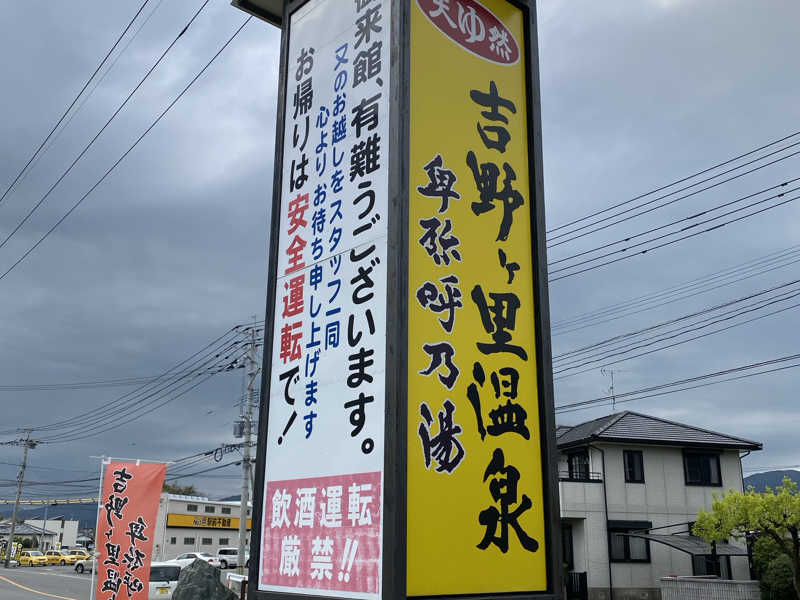 御来館、有難うございます。
又のお越しをスタッフ一同
心よりお待ち申し上げます
お帰りは安全運転で！
飲酒運転
厳禁!!
天然ゆ
吉野ヶ里温泉
卑弥呼乃湯
吉野ヶ里温
卑弥呼